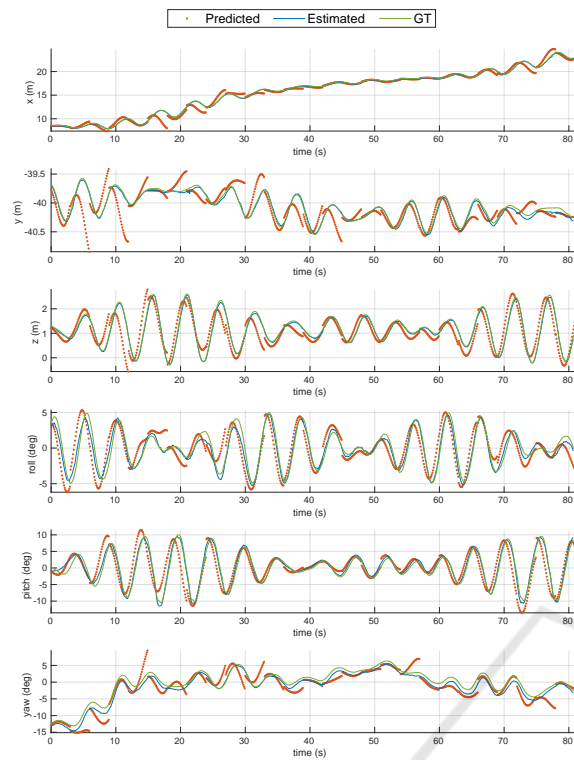 Predicted Estimated GT
20
15
10
x (m)
0 10 20 30 40 50 60 70 80
time (s)
-39.5
-40
-40.5
y (m)
0 10 20 30 40 50 60 70 80
time (s)
2
1
0
z (m)
0 10 20 30 40 50 60 70 80
time (s)
5
0
-5
roll (deg)
0 10 20 30 40 50 60 70 80
time (s)
10
5
0
-5
-10
pitch (deg)
0 10 20 30 40 50 60 70 80
time (s)
5
0
-5
-10
-15
yaw (deg)
0 10 20 30 40 50 60 70 80
time (s)